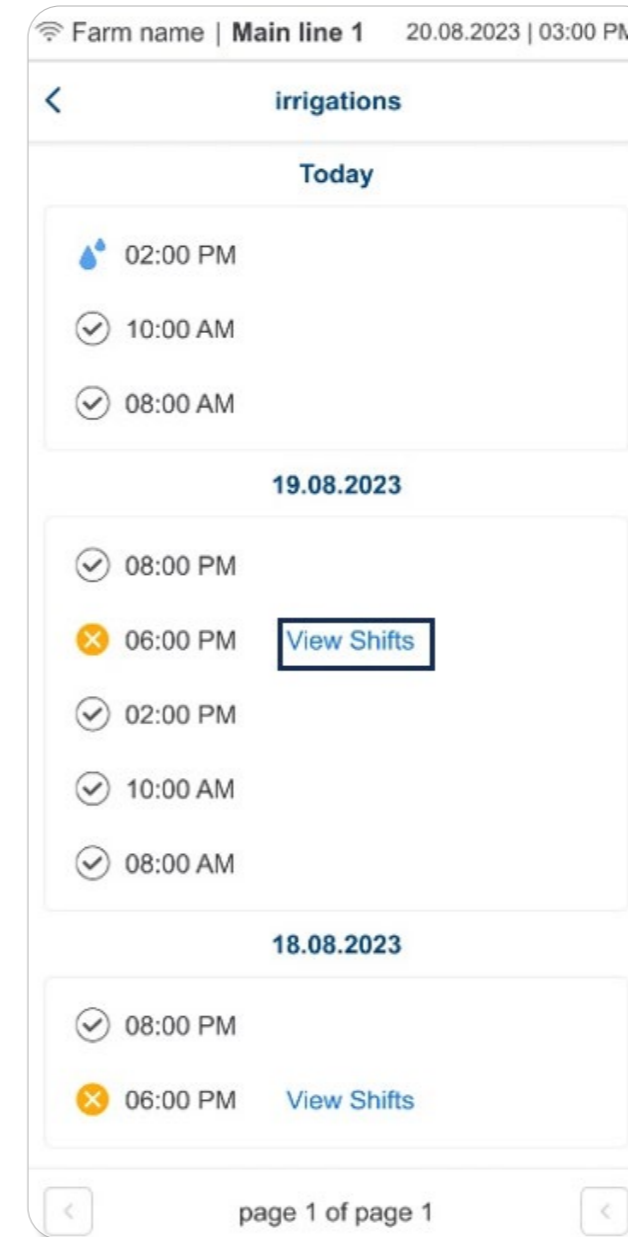 Farm name | Main line 1 20.08.2023 | 03:00 PM
irrigations
Today
02:00 PM
10:00 AM
08:00 AM
19.08.2023
08:00 PM
06:00 PM View Shifts
02:00 PM
10:00 AM
08:00 AM
18.08.2023
08:00 PM
06:00 PM View Shifts
page 1 of page 1